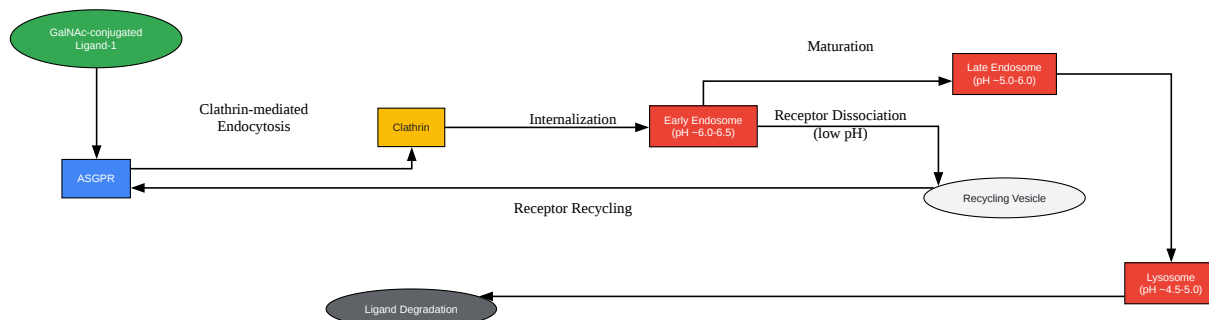 GalNAc-conjugated
Ligand-1
Maturation
Late Endosome
(pH ~5.0-6.0)
Clathrin-mediated
Endocytosis
Clathrin
Internalization
Early Endosome
(pH ~6.0-6.5)
Receptor Dissociation
(low pH)
ASGPR
Recycling Vesicle
Receptor Recycling
Lysosome
(pH ~4.5-5.0)
Ligand Degradation